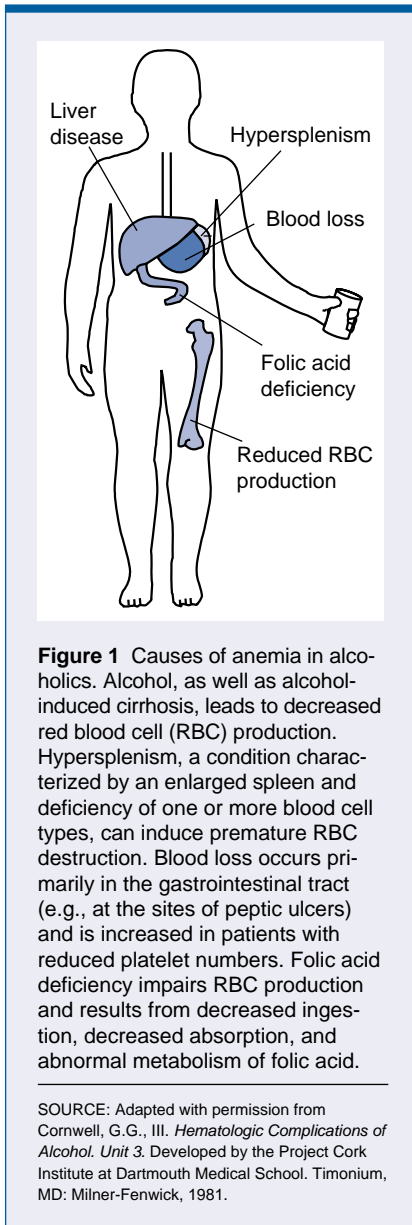 Liver
disease
Hypersplenism
Blood loss
Folic acid
deficiency
Reduced RBC
production
Figure 1 Causes of anemia in alco-
holics. Alcohol, as well as alcohol-
induced cirrhosis, leads to decreased
red blood cell (RBC) production.
Hypersplenism, a condition charac-
terized by an enlarged spleen and
deficiency of one or more blood cell
types, can induce premature RBC
destruction. Blood loss occurs pri-
marily in the gastrointestinal tract
(e.g., at the sites of peptic ulcers)
and is increased in patients with
reduced platelet numbers. Folic acid
deficiency impairs RBC production
and results from decreased inges-
tion, decreased absorption, and
abnormal metabolism of folic acid.
SOURCE: Adapted with permission from
Cornwell, G.G., III. Hematologic Complications of
Alcohol. Unit 3. Developed by the Project Cork
Institute at Dartmouth Medical School. Timonium,
MD: Milner-Fenwick, 1981.